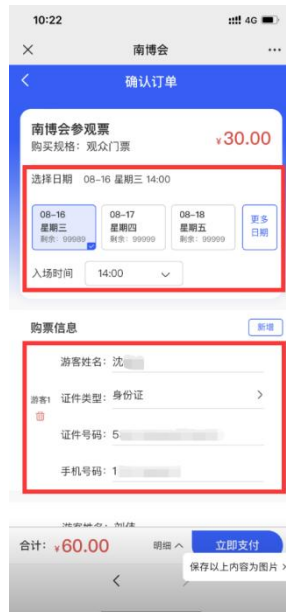 10:22
4G
南博会
确认订单
南博会参观票
购买规格：观众门票
¥30.00
选择日期 08-16 星期三 14:00
08-16
星期三
剩余：99989
08-17
星期四
剩余：99999
08-18
星期五
剩余：99999
更多
日期
入场时间 14:00
购票信息
新增
游客1
游客姓名：沈
证件类型：身份证
证件号码：5
手机号码：1
游客姓名：刘伟
合计：¥60.00
明细
立即支付
保存以上内容为图片